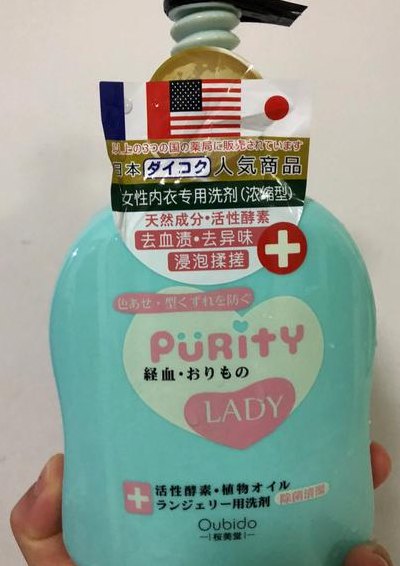 以上の3つの国の薬局に販売されています
日本 ダイコク 人気商品
女性内衣专用洗剂(浓缩型)
天然成分·活性酵素
去血渍·去异味
浸泡揉搓
色あせ・型くずれを防ぐ
PURITY
経血・おりもの
LADY
活性酵素・植物オイル
ランジェリー用洗剤 除菌清潔
Qubido
桜美堂